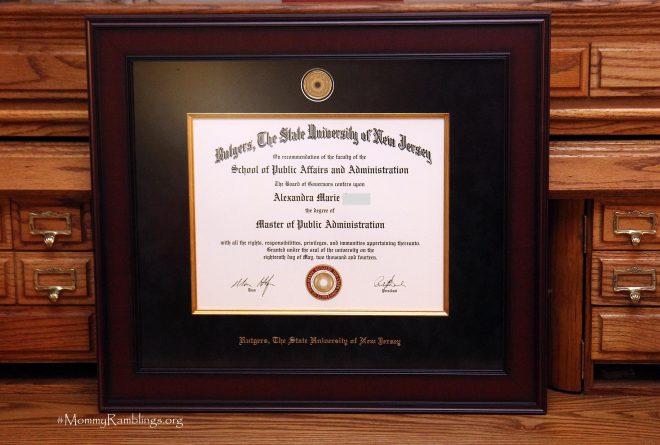 Rutgers, The State University of New Jersey
On recommendation of the faculty of the
School of Public Affairs and Administration
The Board of Governors confers upon
Alexandra Marie
the degree of
Master of Public Administration
with all the rights, responsibilities, privileges, and immunities appertaining thereunto.
Granted under the seal of the university on the
eighteenth day of May, two thousand and fourteen.
Dean
President
Rutgers, The State University of New Jersey
#MommyRamblings.org